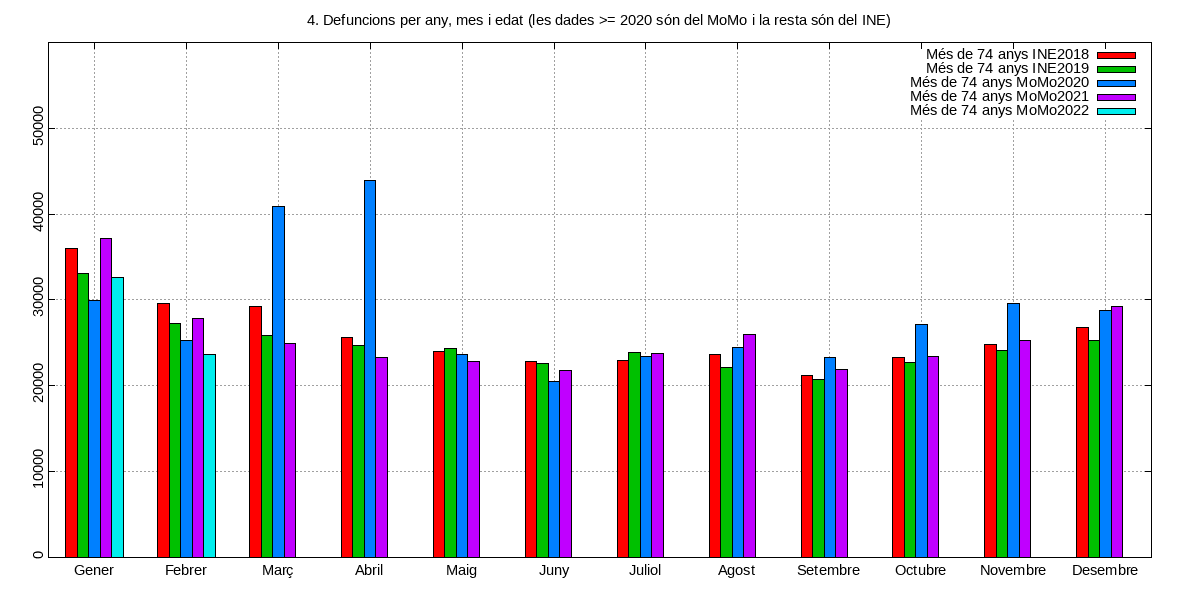 4. Defuncions per any, mes i edat (les dades >= 2020 són del MoMo i la resta són del INE)
Més de 74 anys INE2018
Més de 74 anys INE2019
Més de 74 anys MoMo2020
Més de 74 anys MoMo2021
Més de 74 anys MoMo2022
50000
40000
30000
20000
10000
0
Gener Febrer Març Abril Maig Juny Juliol Agost Setembre Octubre Novembre Desembre